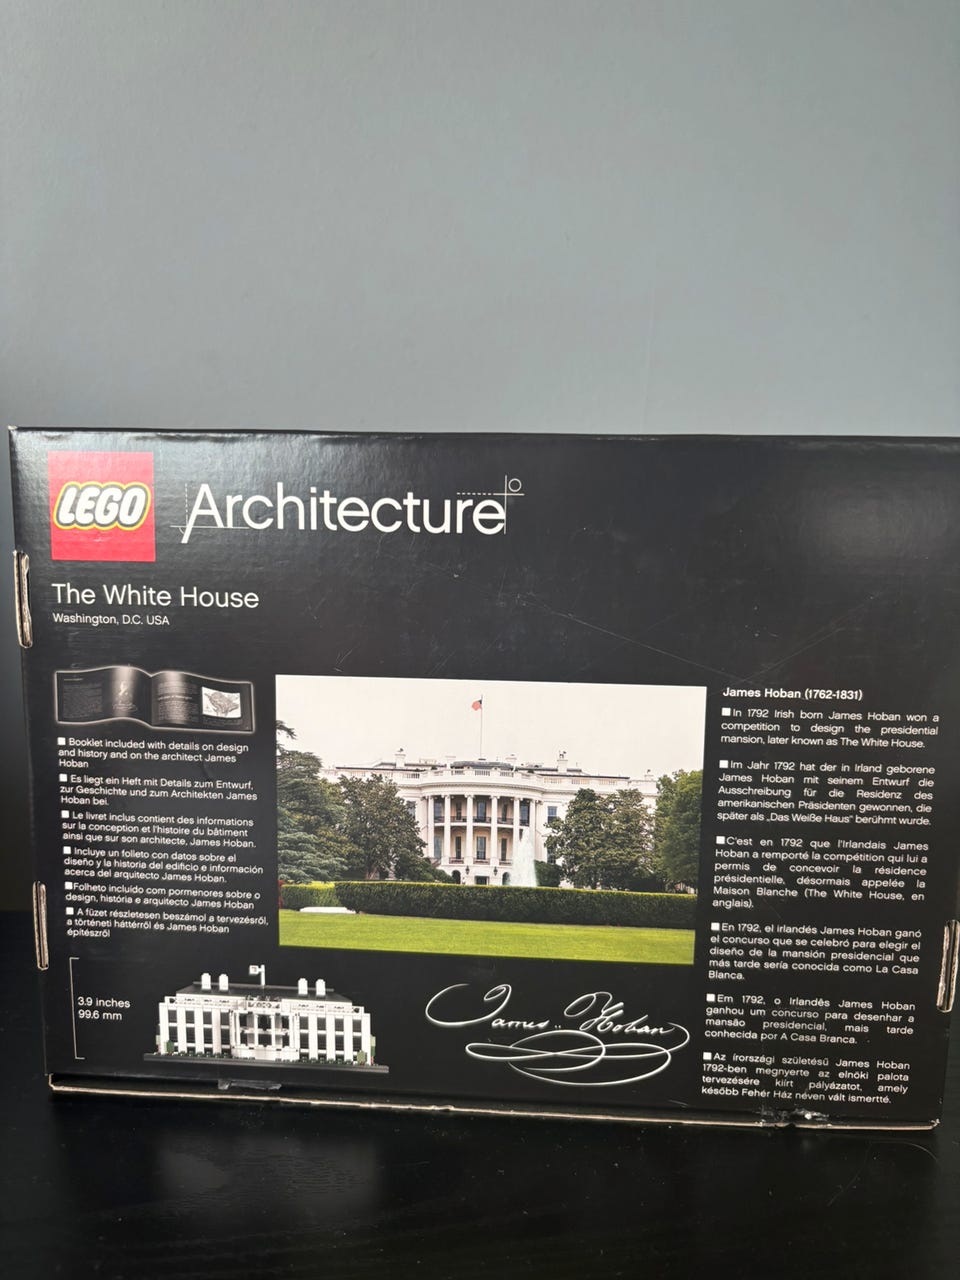 LEGO
Architecture
The White House
Washington, D.C. USA
Booklet included with details on design
and history and on the architect James
Hoban
Es liegt ein Heft mit Details zum Entwurf,
zur Geschichte und zum Architekten James
Hoban bei.
Le livret inclus contient des informations
sur la conception et l'histoire du bâtiment
ainsi que sur son architecte, James Hoban.
Incluye un folleto con datos sobre el
diseño y la historia del edificio e información
acerca del arquitecto James Hoban.
Folheto incluído com pormenores sobre o
design, história e arquitecto James Hoban
A füzet részletesen beszámol a tervezésről,
a történeti háttérről és James Hoban
építészről
3.9 inches
99.6 mm
James Hoban
James Hoban (1762-1831)
In 1792 Irish born James Hoban won a
competition to design the presidential
mansion, later known as The White House.
Im Jahr 1792 hat der in Irland geborene
James Hoban mit seinem Entwurf die
Ausschreibung für die Residenz des
amerikanischen Präsidenten gewonnen, die
später als „Das Weiße Haus“ berühmt wurde.
C'est en 1792 que l'Irlandais James
Hoban a remporté la compétition qui lui a
permis de concevoir la résidence
présidentielle, désormais appelée la
Maison Blanche (The White House, en
anglais).
En 1792, el irlandés James Hoban ganó
el concurso que se celebró para elegir el
diseño de la mansión presidencial que
más tarde sería conocida como La Casa
Blanca.
Em 1792, o Irlandês James Hoban
ganhou um concurso para desenhar a
mansão presidencial, mais tarde
conhecida por A Casa Branca.
Az írországi születésű James Hoban
1792-ben megnyerte az elnöki palota
tervezésére kiírt pályázatot, amely
később Fehér Ház néven vált ismertté.